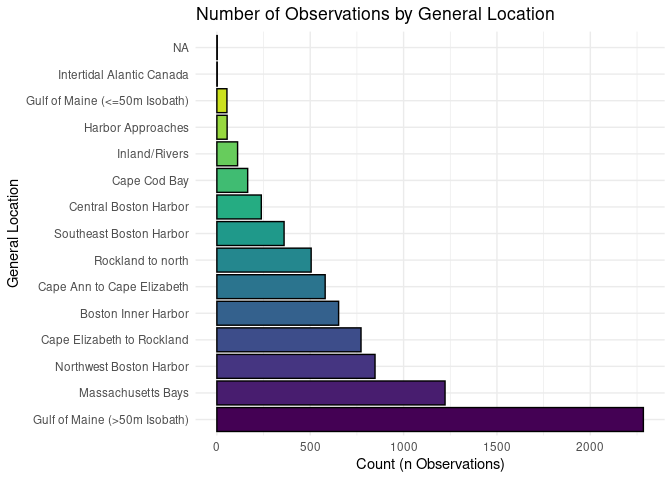 Number of Observations by General Location
General Location
NA
Intertidal Alantic Canada
Gulf of Maine (<=50m Isobath)
Harbor Approaches
Inland/Rivers
Cape Cod Bay
Central Boston Harbor
Southeast Boston Harbor
Rockland to north
Cape Ann to Cape Elizabeth
Boston Inner Harbor
Cape Elizabeth to Rockland
Northwest Boston Harbor
Massachusetts Bays
Gulf of Maine (>50m Isobath)
0 500 1000 1500 2000
Count (n Observations)